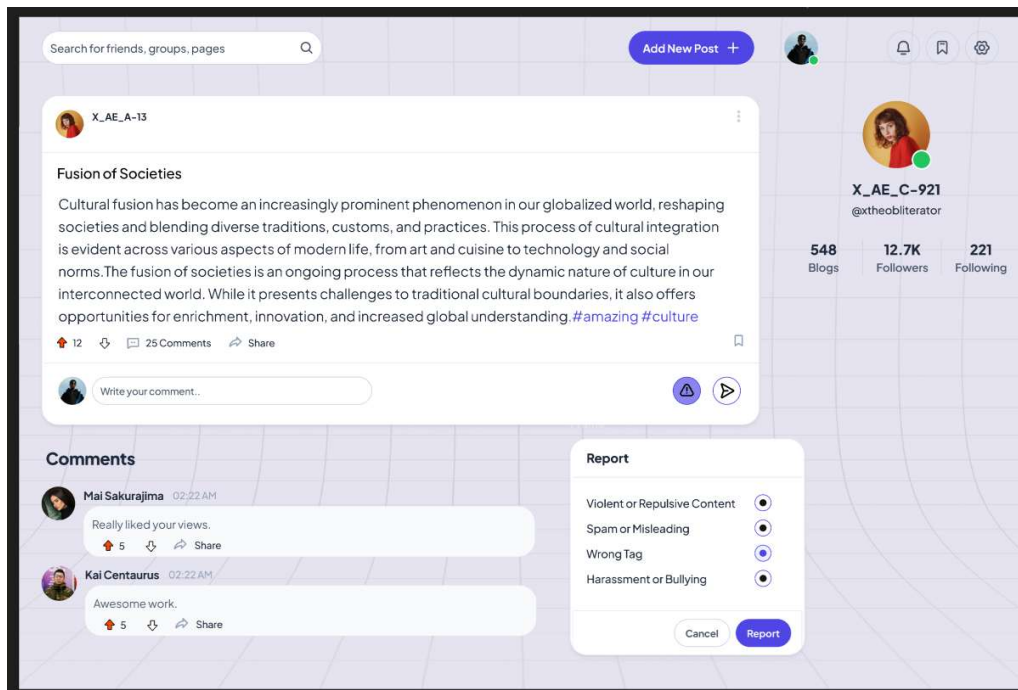 Search for friends, groups, pages
Add New Post +
X_AE_A-13
Fusion of Societies
Cultural fusion has become an increasingly prominent phenomenon in our globalized world, reshaping
societies and blending diverse traditions, customs, and practices. This process of cultural integration
is evident across various aspects of modern life, from art and cuisine to technology and social
norms.The fusion of societies is an ongoing process that reflects the dynamic nature of culture in our
interconnected world. While it presents challenges to traditional cultural boundaries, it also offers
opportunities for enrichment, innovation, and increased global understanding.#amazing #culture
12 25 Comments Share
Write your comment..
X_AE_C-921
@xtheobliterator
548 12.7K 221
Blogs Followers Following
Comments
Mai Sakurajima 02:22 AM
Really liked your views.
5 Share
Kai Centaurus 02:22 AM
Awesome work.
5 Share
Report
Violent or Repulsive Content
Spam or Misleading
Wrong Tag
Harassment or Bullying
Cancel Report